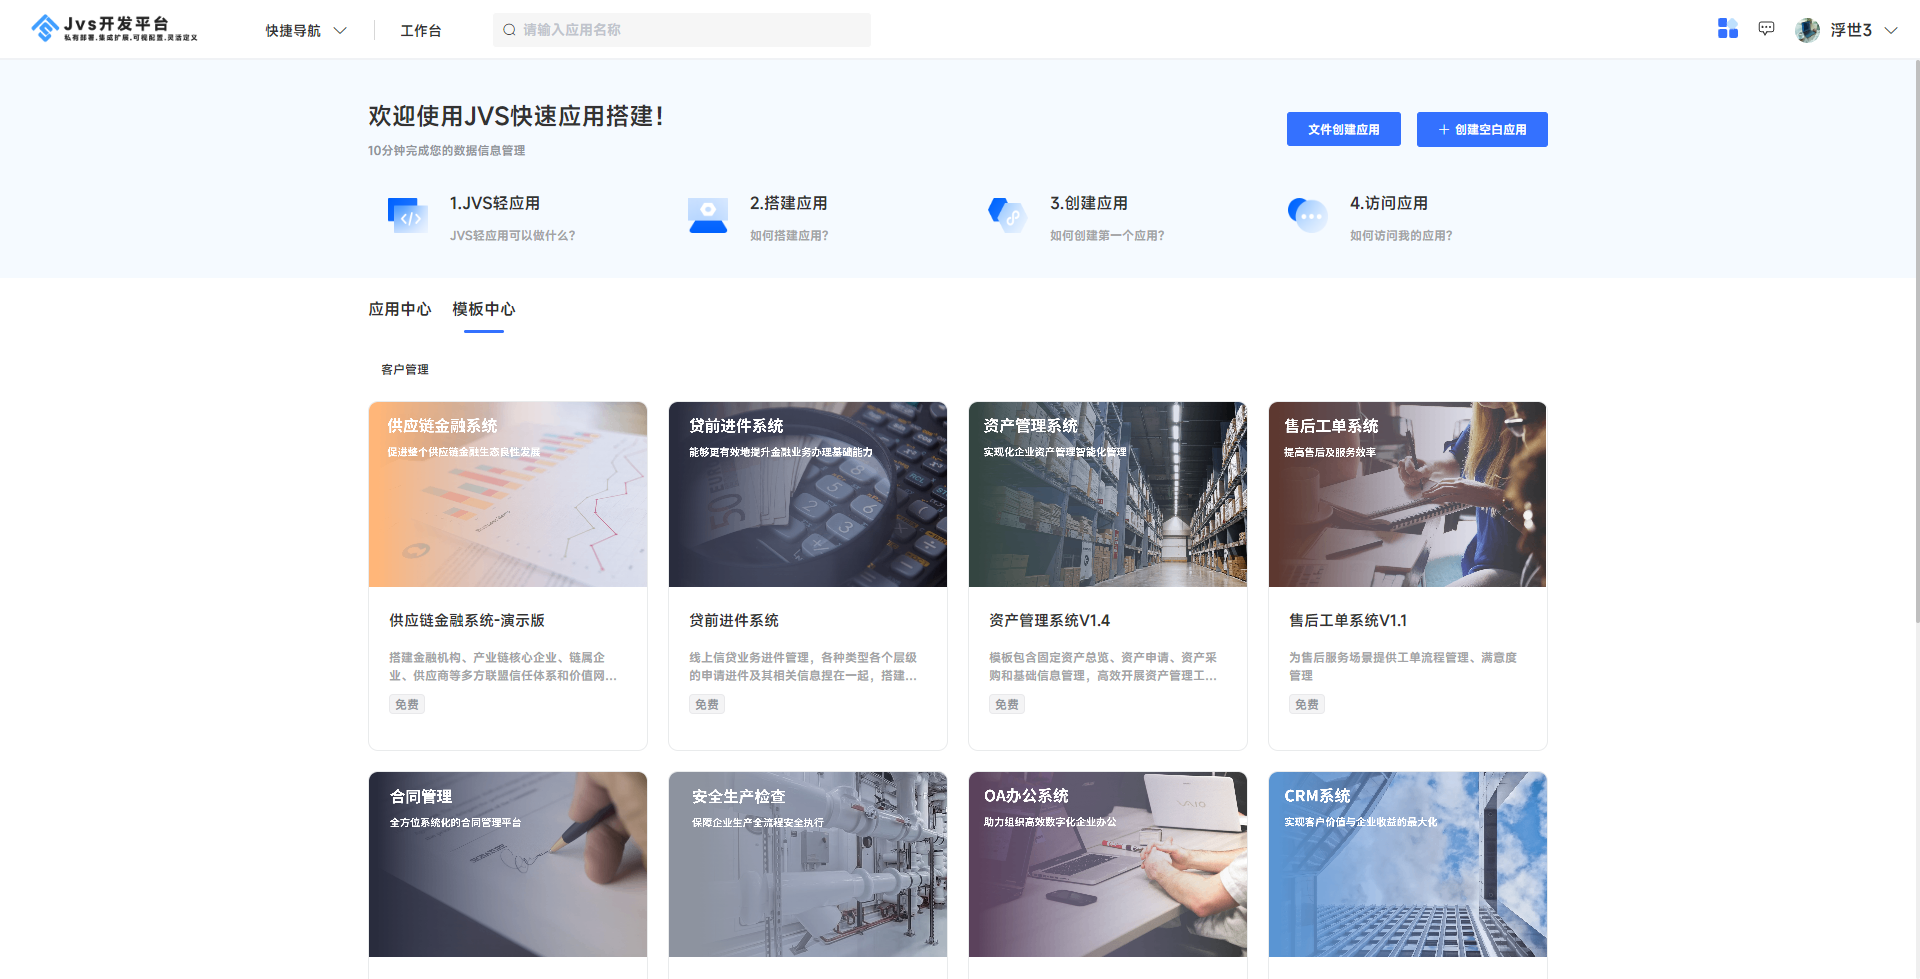 Jvs开发平台
私有部署.集成扩展.可视配置.灵活定义
快捷导航
工作台
请输入应用名称
浮世3
欢迎使用JVS快速应用搭建！
10分钟完成您的数据信息管理
文件创建应用
创建空白应用
1.JVS轻应用
JVS轻应用可以做什么？
2.搭建应用
如何搭建应用？
3.创建应用
如何创建第一个应用？
4.访问应用
如何访问我的应用？
应用中心
模板中心
客户管理
供应链金融系统
促进整个供应链金融生态良性发展
贷前进件系统
能够更有效地提升金融业务办理基础能力
资产管理系统
实现化企业资产管理智能化管理
售后工单系统
提高售后及服务效率
供应链金融系统-演示版
搭建金融机构、产业链核心企业、链属企
业、供应商等多方联盟信任体系和价值网...
免费
贷前进件系统
线上信贷业务进件管理，各种类型各个层级
的申请进件及其相关信息捏在一起，搭建...
免费
资产管理系统V1.4
模板包含固定资产总览、资产申请、资产采
购和基础信息管理，高效开展资产管理工...
免费
售后工单系统V1.1
为售后服务场景提供工单流程管理、满意度
管理
免费
合同管理
全方位系统化的合同管理平台
安全生产检查
保障企业生产全流程安全执行
OA办公系统
助力组织高效数字化企业办公
VAIO
CRM系统
实现客户价值与企业收益的最大化